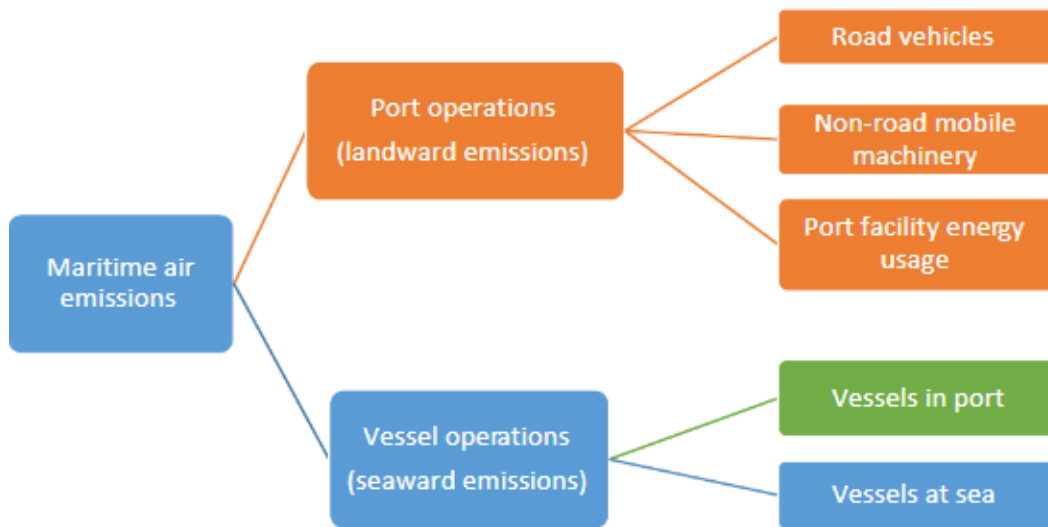 Maritime air
emissions
Port operations
(landward emissions)
Road vehicles
Non-road mobile
machinery
Port facility energy
usage
Vessel operations
(seaward emissions)
Vessels in port
Vessels at sea